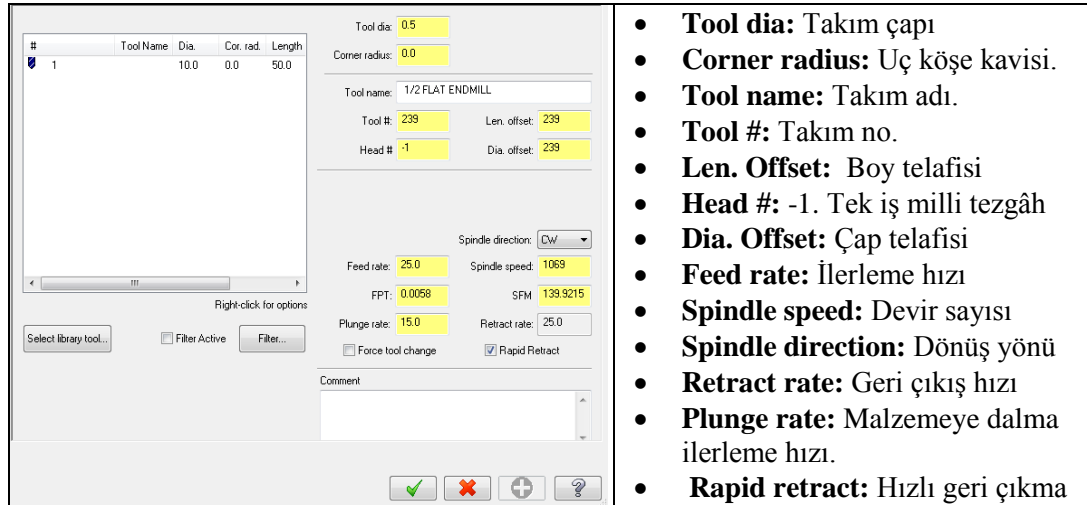 Tool dia: 0.5
Corner radius: 0.0
# Tool Name Dia. Cor. rad. Length
1 10.0 0.0 50.0
Tool name: 1/2 FLAT ENDMILL
Tool #: 239 Len. offset: 239
Head # -1 Dia. offset: 239
Spindle direction: CW
Feed rate: 25.0 Spindle speed: 1069
FPT: 0.0058 SFM 139.9215
Plunge rate: 15.0 Retract rate: 25.0
Right-click for options
Select library tool... Filter Active Filter...
Force tool change Rapid Retract
Comment
• Tool dia: Takım çapı
• Corner radius: Uç köşe kavisi.
• Tool name: Takım adı.
• Tool #: Takım no.
• Len. Offset: Boy telafisi
• Head #: -1. Tek iş milli tezgâh
• Dia. Offset: Çap telafisi
• Feed rate: İlerleme hızı
• Spindle speed: Devir sayısı
• Spindle direction: Dönüş yönü
• Retract rate: Geri çıkış hızı
• Plunge rate: Malzemeye dalma
ilerleme hızı.
• Rapid retract: Hızlı geri çıkma